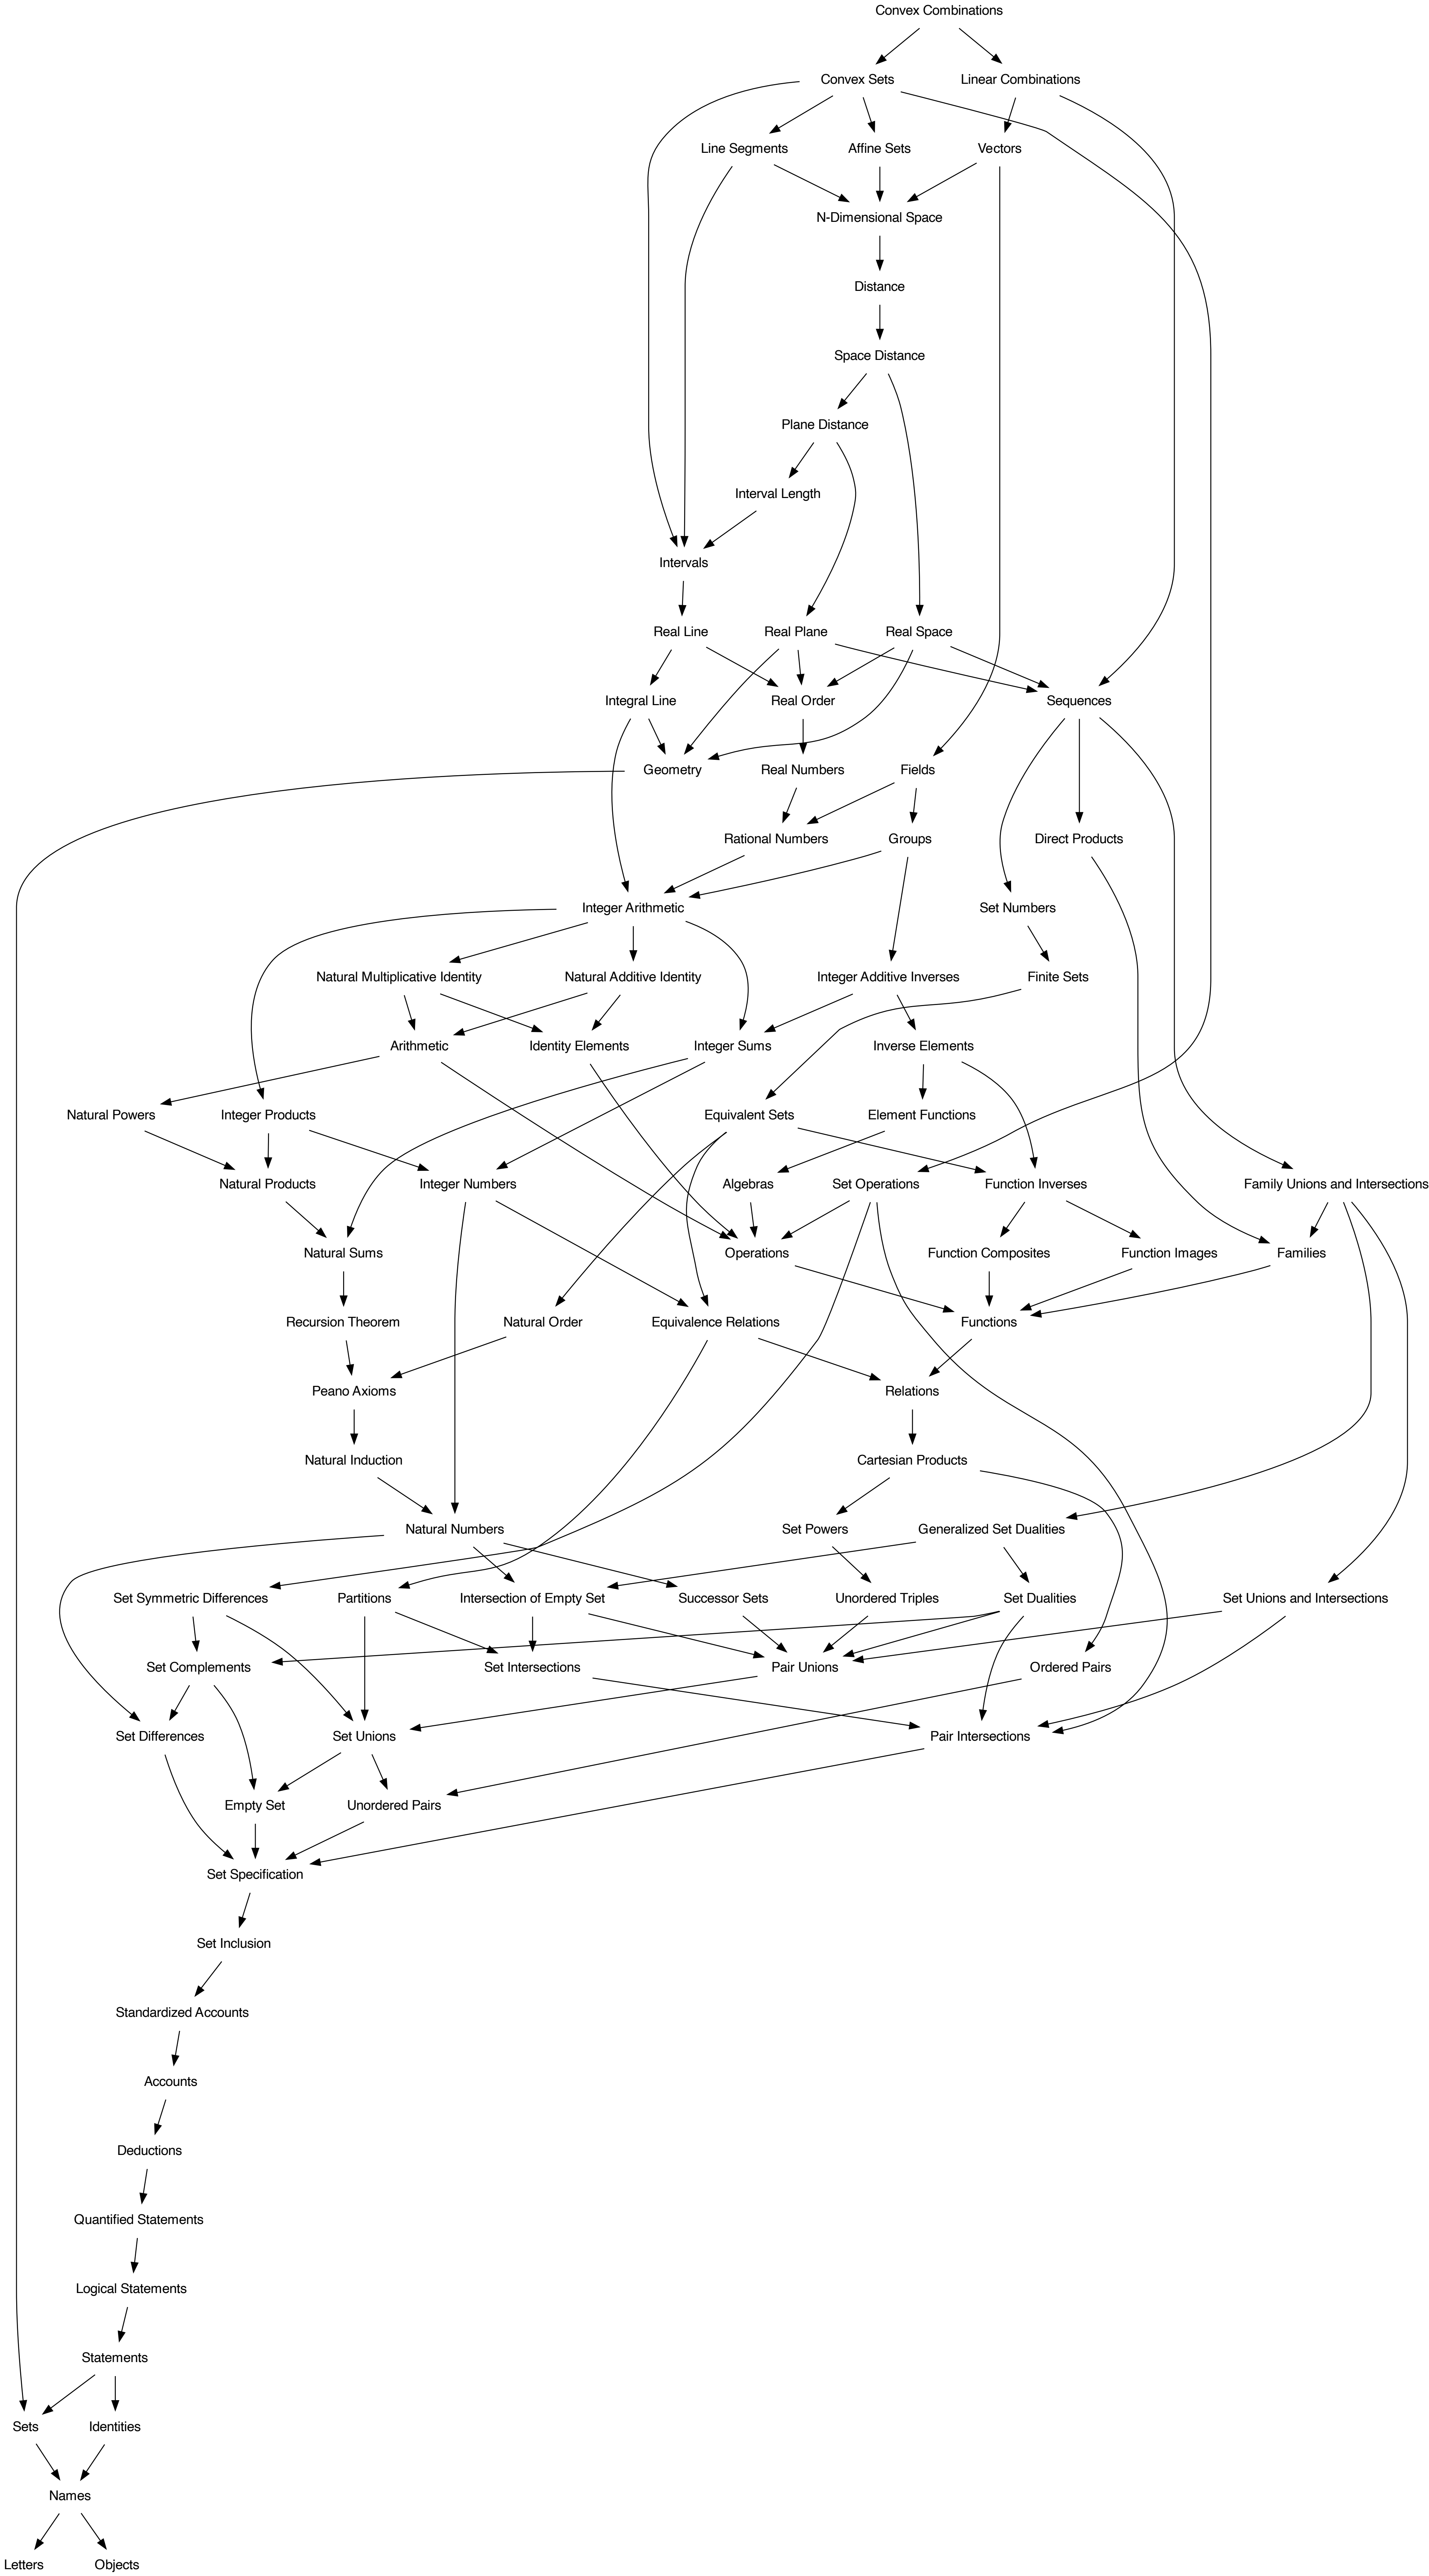 Convex Combinations
Convex Sets
Linear Combinations
Line Segments
Affine Sets
Vectors
N-Dimensional Space
Distance
Space Distance
Plane Distance
Interval Length
Intervals
Real Line
Real Plane
Real Space
Integral Line
Real Order
Sequences
Geometry
Real Numbers
Fields
Rational Numbers
Groups
Direct Products
Integer Arithmetic
Set Numbers
Natural Multiplicative Identity
Natural Additive Identity
Integer Additive Inverses
Finite Sets
Arithmetic
Identity Elements
Integer Sums
Inverse Elements
Natural Powers
Integer Products
Equivalent Sets
Element Functions
Natural Products
Integer Numbers
Algebras
Set Operations
Function Inverses
Family Unions and Intersections
Natural Sums
Operations
Function Composites
Function Images
Families
Recursion Theorem
Natural Order
Equivalence Relations
Functions
Peano Axioms
Relations
Natural Induction
Cartesian Products
Natural Numbers
Set Powers
Generalized Set Dualities
Set Symmetric Differences
Partitions
Intersection of Empty Set
Successor Sets
Unordered Triples
Set Dualities
Set Unions and Intersections
Set Complements
Set Intersections
Pair Unions
Ordered Pairs
Set Differences
Set Unions
Pair Intersections
Empty Set
Unordered Pairs
Set Specification
Set Inclusion
Standardized Accounts
Accounts
Deductions
Quantified Statements
Logical Statements
Statements
Sets
Identities
Names
Letters
Objects